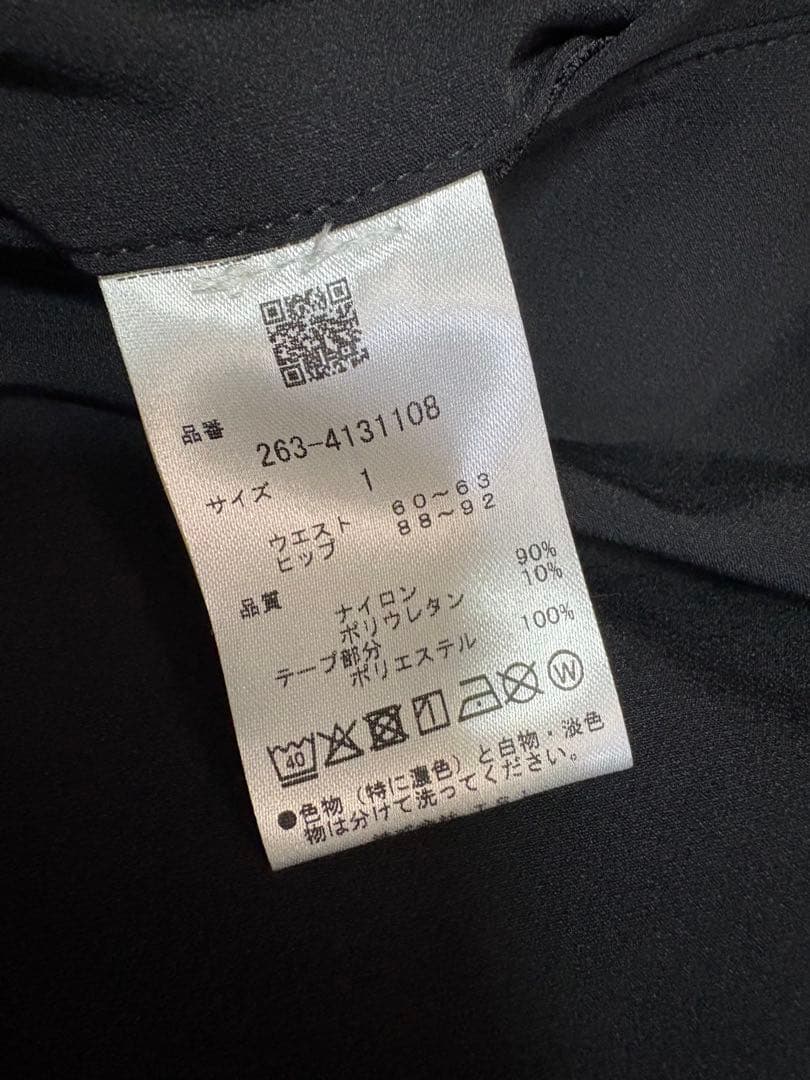 品番 263-4131108
サイズ 1
ウエスト 60～63
ヒップ 88～92
品質
ナイロン 90%
ポリウレタン 10%
テープ部分
ポリエステル 100%
40 W
●色物（特に濃色）と白物・淡色
物は分けて洗ってください。